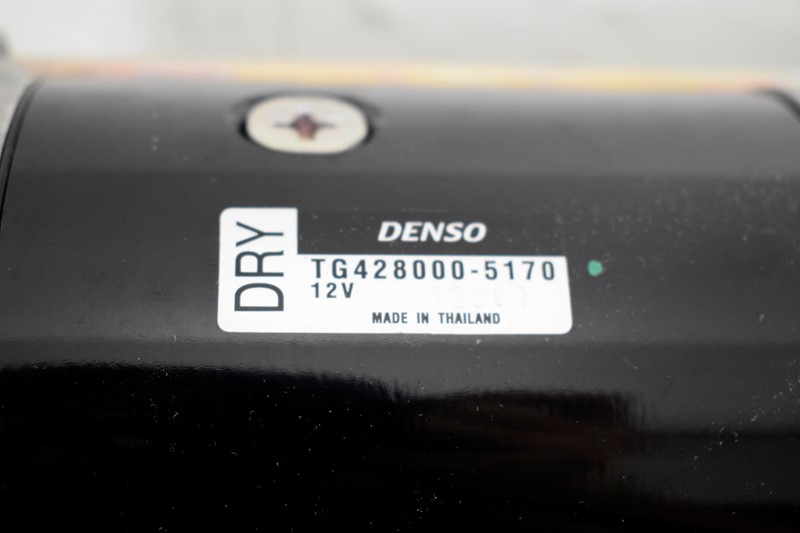 DRY
DENSO
TG428000-5170
12V
MADE IN THAILAND